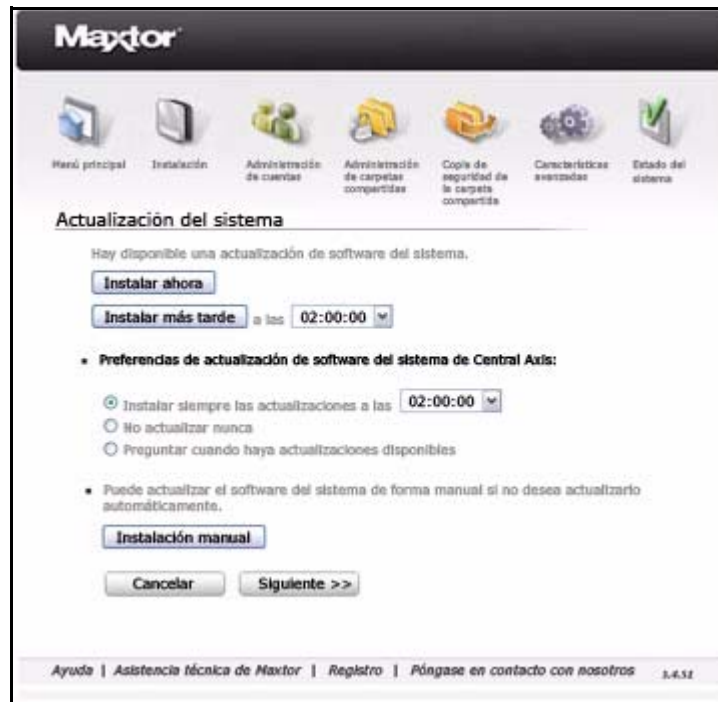 Maxtor
Menú principal
Instalación
Administración de cuentas
Administración de carpetas compartidas
Copia de seguridad de la carpeta compartida
Características avanzadas
Estado del sistema
Actualización del sistema
Hay disponible una actualización de software del sistema.
Instalar ahora
Instalar más tarde a las 02:00:00
Preferencias de actualización de software del sistema de Central Axis:
Instalar siempre las actualizaciones a las 02:00:00
No actualizar nunca
Preguntar cuando haya actualizaciones disponibles
Puede actualizar el software del sistema de forma manual si no desea actualizarlo
automáticamente.
Instalación manual
Cancelar Siguiente >>
Ayuda | Asistencia técnica de Maxtor | Registro | Póngase en contacto con nosotros 3.4.51